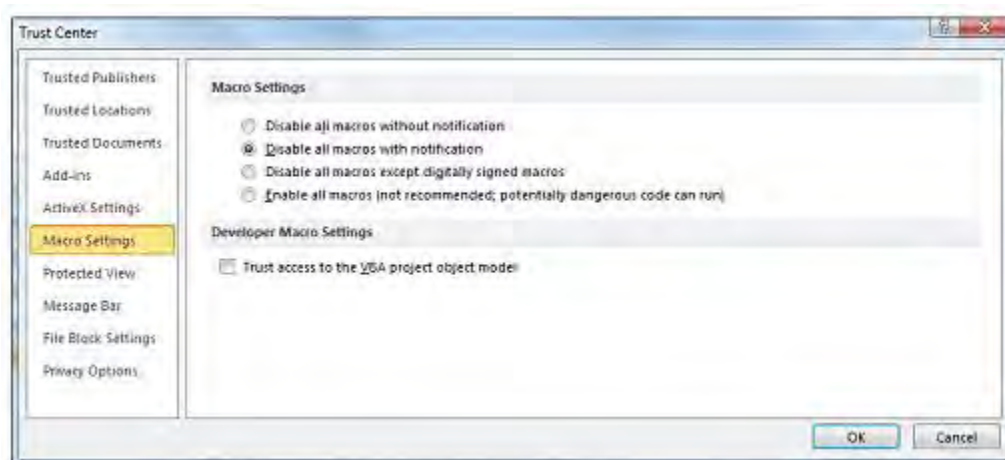 Trust Center
Trusted Publishers
Trusted Locations
Trusted Documents
Add-ins
ActiveX Settings
Macro Settings
Protected View
Message Bar
File Block Settings
Privacy Options
Macro Settings
Disable all macros without notification
Disable all macros with notification
Disable all macros except digitally signed macros
Enable all macros (not recommended; potentially dangerous code can run)
Developer Macro Settings
Trust access to the VBA project object model
OK
Cancel